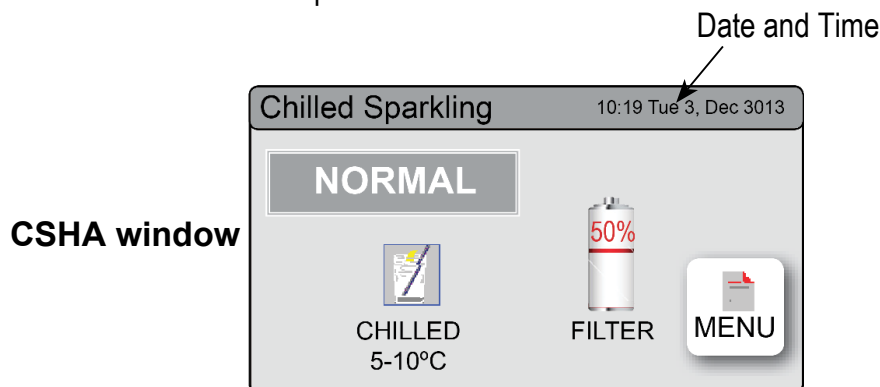 Date and Time
Chilled Sparkling
10:19 Tue 3, Dec 3013
NORMAL
CSHA window
50%
MENU
CHILLED
FILTER
5-10ºC